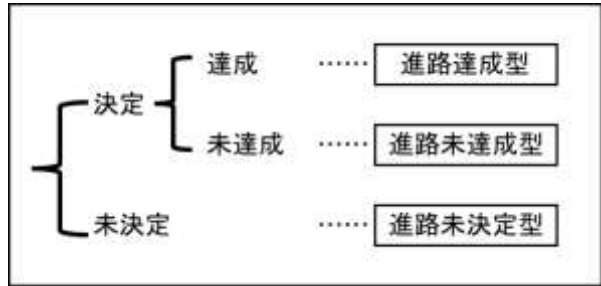 達成 …… 進路達成型
決定
未達成 …… 進路未達成型
未決定 …… 進路未決定型